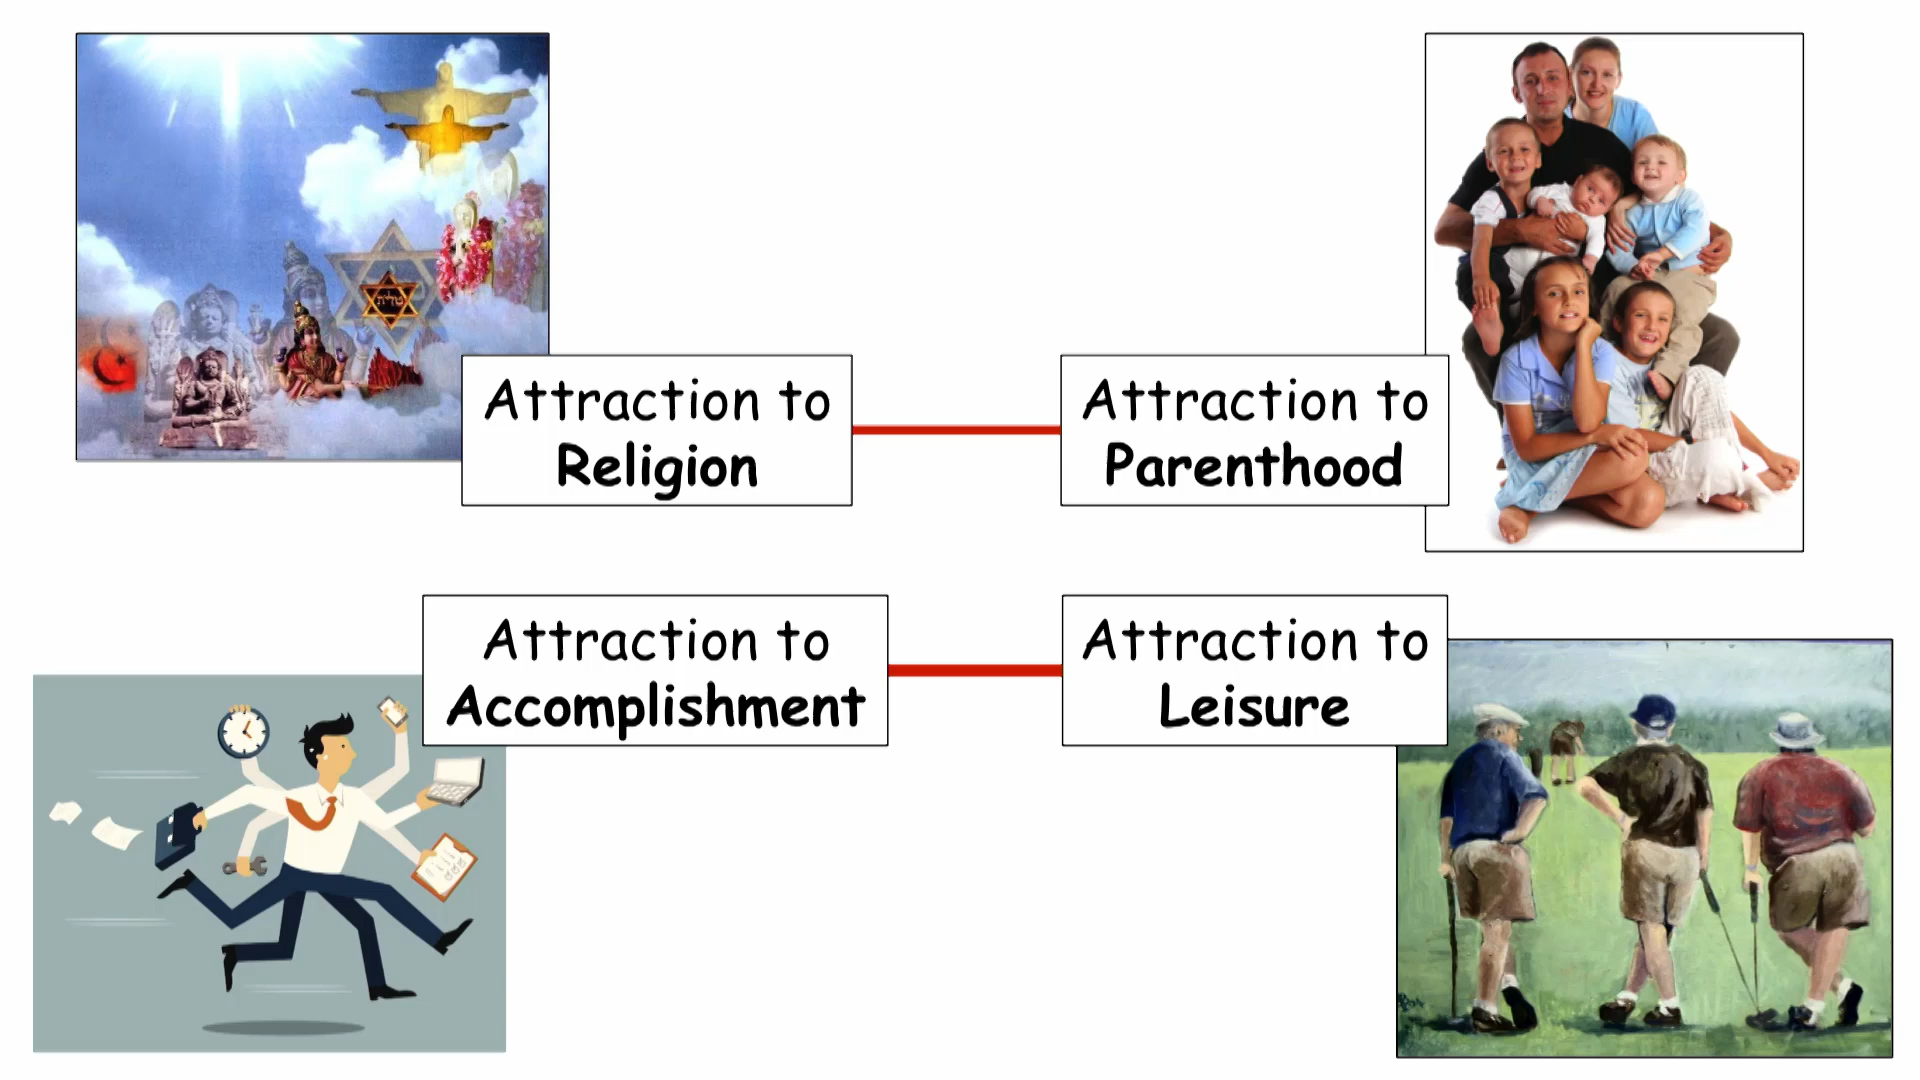 Attraction to
Religion
Attraction to
Parenthood
Attraction to
Accomplishment
Attraction to
Leisure